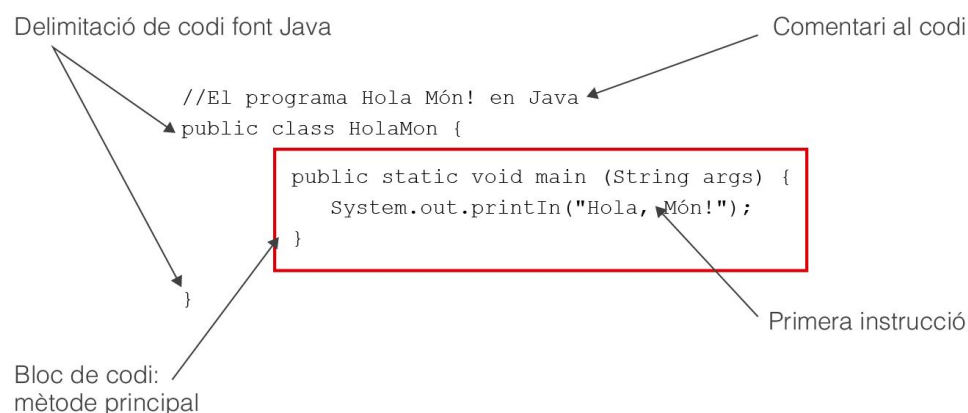 Delimitació de codi font Java
Comentari al codi
//El programa Hola Món! en Java
public class HolaMon {
public static void main (String args) {
System.out.printIn("Hola, Món!");
}
}
Primera instrucció
Bloc de codi:
mètode principal